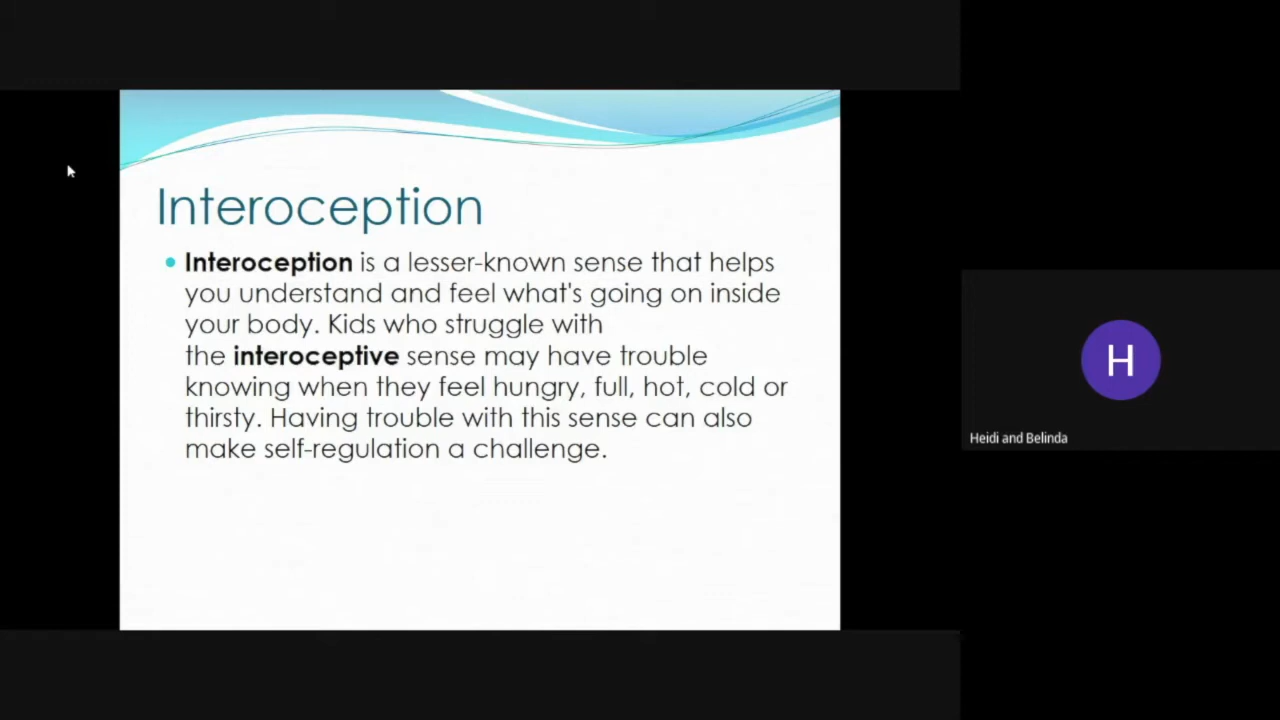 Interoception
• Interoception is a lesser-known sense that helps
you understand and feel what's going on inside
your body. Kids who struggle with
the interoceptive sense may have trouble
knowing when they feel hungry, full, hot, cold or
thirsty. Having trouble with this sense can also
make self-regulation a challenge.
H
Heidi and Belinda